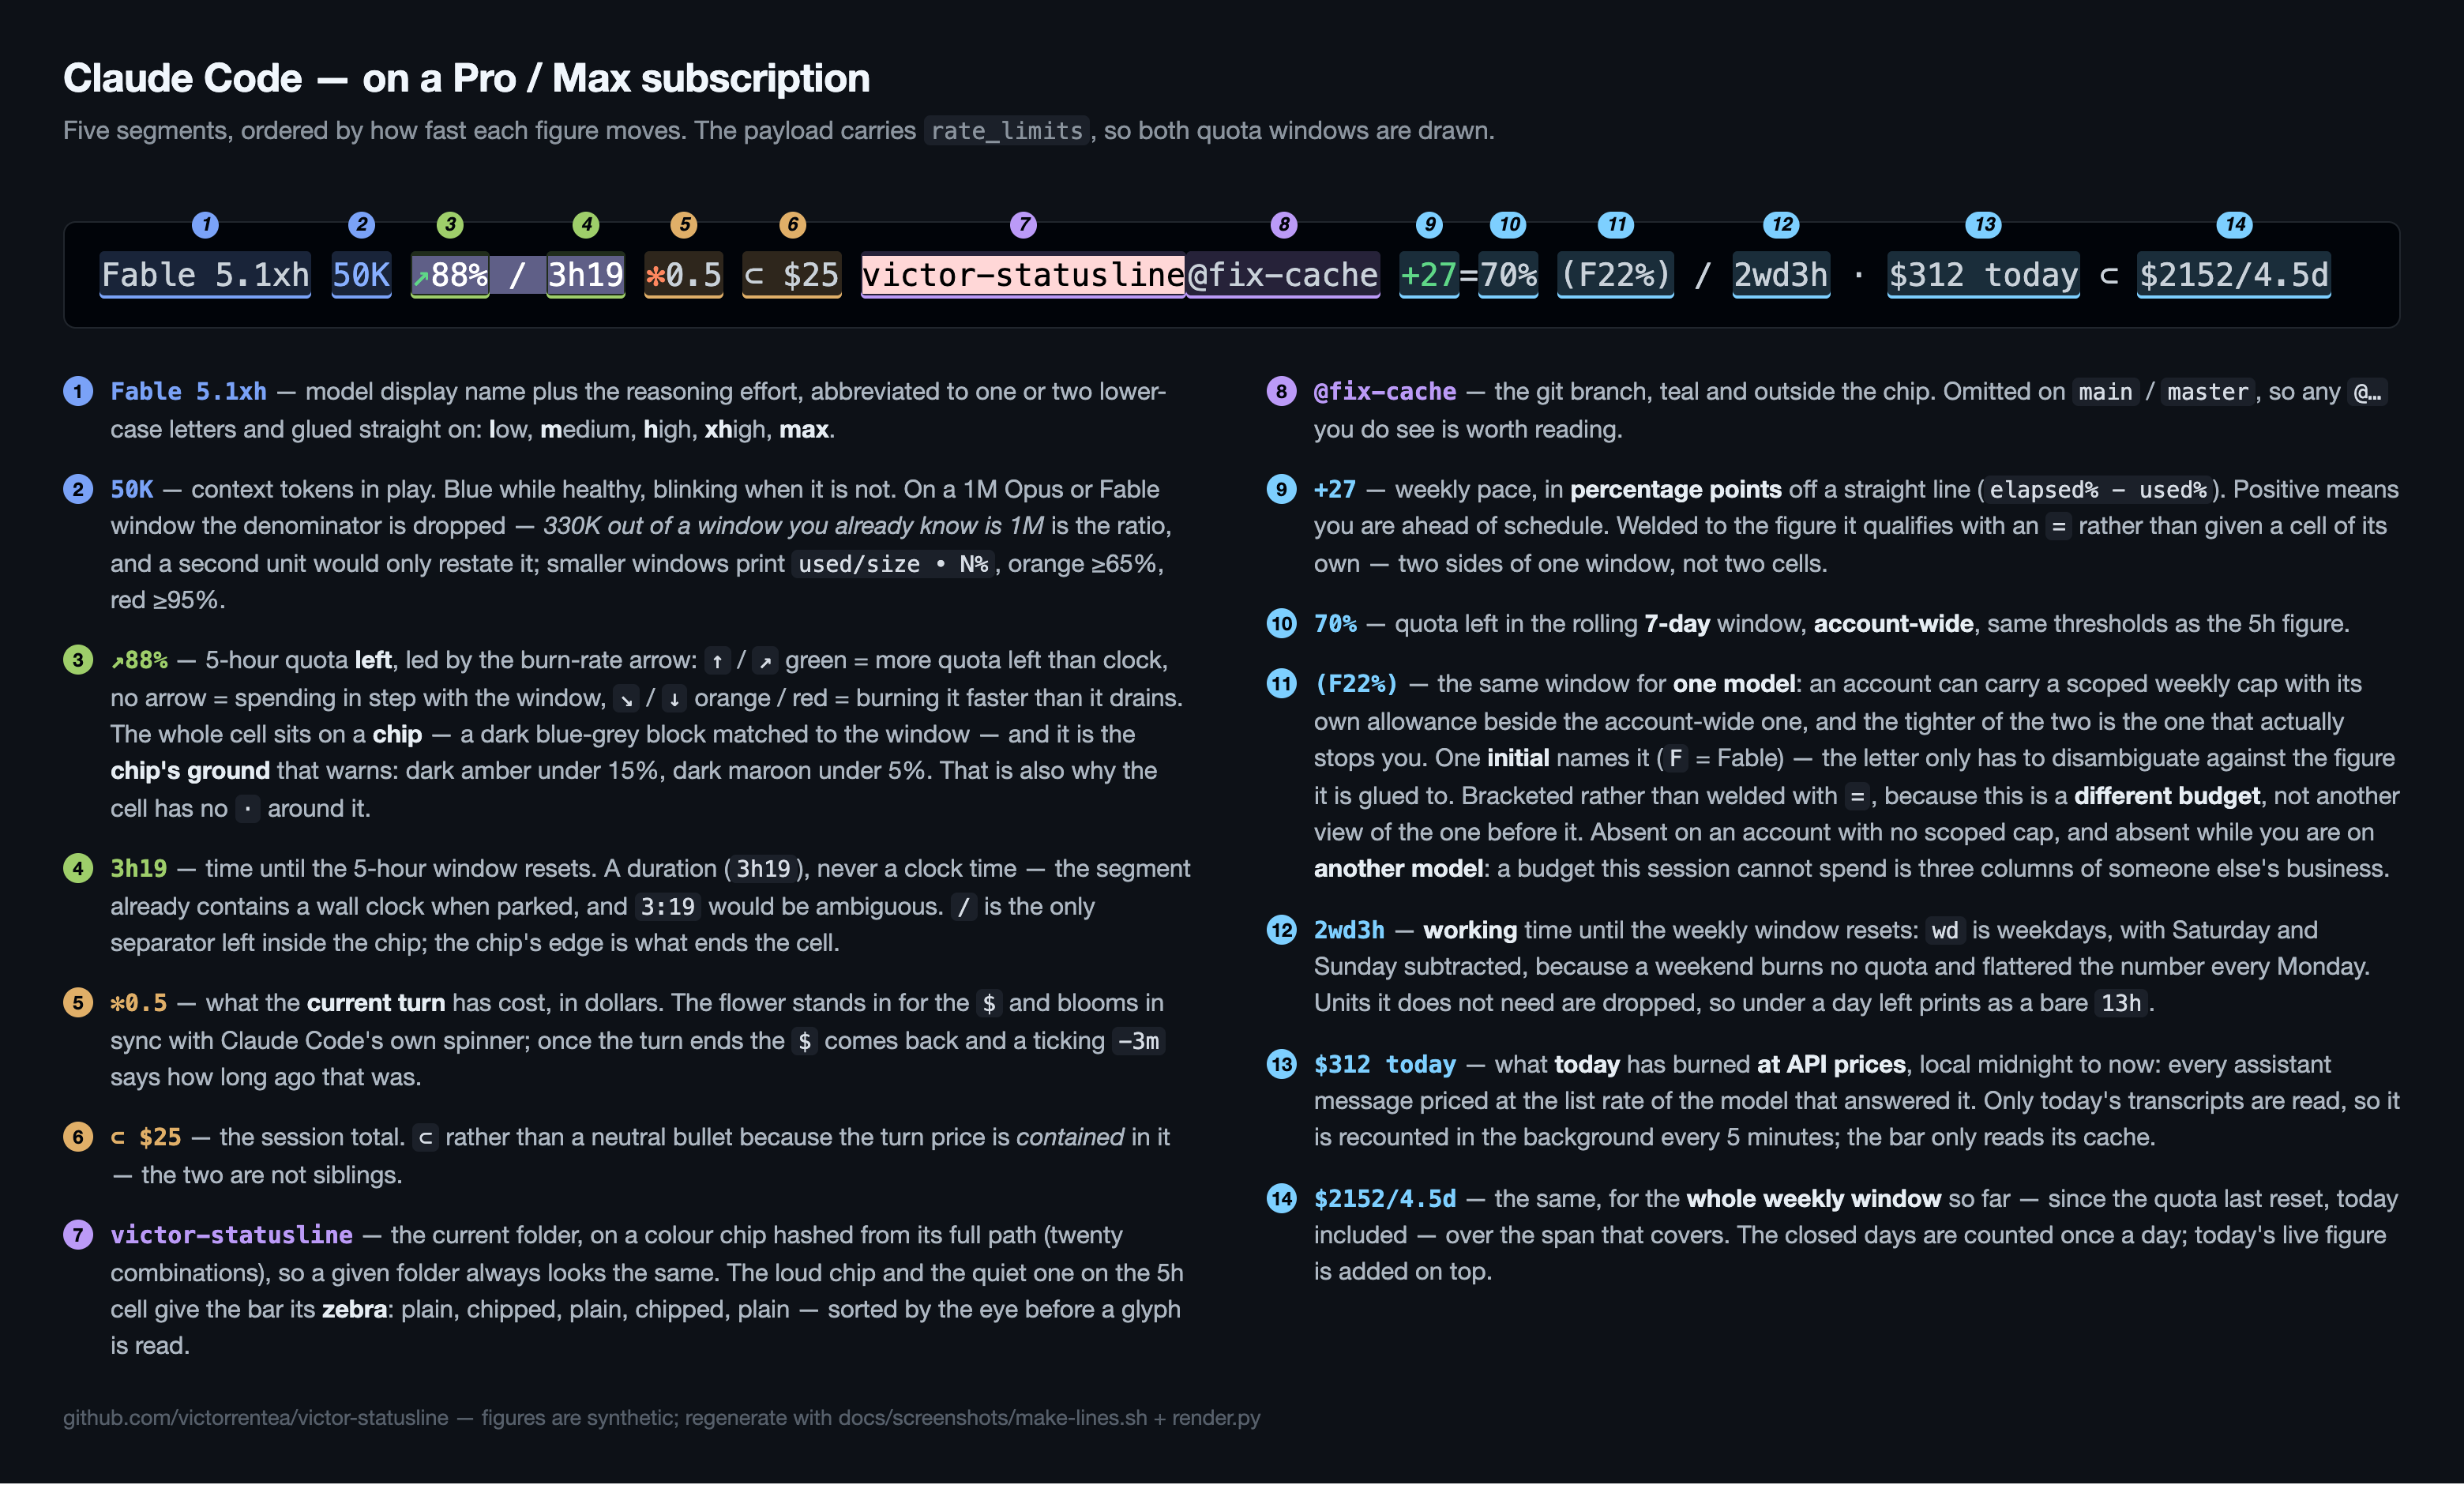 Claude Code — on a Pro / Max subscription
Five segments, ordered by how fast each figure moves. The payload carries rate_limits, so both quota windows are drawn.
1 2 3 4 5 6 7 8 9 10 11 12 13 14
Fable 5.1xh 50K ↗88% / 3h19 ✻0.5 ⊂ $25 victor-statusline@fix-cache +27=70% (F22%) / 2wd3h · $312 today ⊂ $2152/4.5d
1 Fable 5.1xh — model display name plus the reasoning effort, abbreviated to one or two lower-
case letters and glued straight on: low, medium, high, xhigh, max.
2 50K — context tokens in play. Blue while healthy, blinking when it is not. On a 1M Opus or Fable
window the denominator is dropped — 330K out of a window you already know is 1M is the ratio,
and a second unit would only restate it; smaller windows print used/size • N%, orange ≥65%,
red ≥95%.
3 ↗88% — 5-hour quota left, led by the burn-rate arrow: ↑ / ↗ green = more quota left than clock,
no arrow = spending in step with the window, ↘ / ↓ orange / red = burning it faster than it drains.
The whole cell sits on a chip — a dark blue-grey block matched to the window — and it is the
chip's ground that warns: dark amber under 15%, dark maroon under 5%. That is also why the
cell has no · around it.
4 3h19 — time until the 5-hour window resets. A duration (3h19), never a clock time — the segment
already contains a wall clock when parked, and 3:19 would be ambiguous. / is the only
separator left inside the chip; the chip's edge is what ends the cell.
5 ✻0.5 — what the current turn has cost, in dollars. The flower stands in for the $ and blooms in
sync with Claude Code's own spinner; once the turn ends the $ comes back and a ticking −3m
says how long ago that was.
6 ⊂ $25 — the session total. ⊂ rather than a neutral bullet because the turn price is contained in it
— the two are not siblings.
7 victor-statusline — the current folder, on a colour chip hashed from its full path (twenty
combinations), so a given folder always looks the same. The loud chip and the quiet one on the 5h
cell give the bar its zebra: plain, chipped, plain, chipped, plain — sorted by the eye before a glyph
is read.
8 @fix-cache — the git branch, teal and outside the chip. Omitted on main / master, so any @…
you do see is worth reading.
9 +27 — weekly pace, in percentage points off a straight line (elapsed% − used%). Positive means
you are ahead of schedule. Welded to the figure it qualifies with an = rather than given a cell of its
own — two sides of one window, not two cells.
10 70% — quota left in the rolling 7-day window, account-wide, same thresholds as the 5h figure.
11 (F22%) — the same window for one model: an account can carry a scoped weekly cap with its
own allowance beside the account-wide one, and the tighter of the two is the one that actually
stops you. One initial names it (F = Fable) — the letter only has to disambiguate against the figure
it is glued to. Bracketed rather than welded with =, because this is a different budget, not another
view of the one before it. Absent on an account with no scoped cap, and absent while you are on
another model: a budget this session cannot spend is three columns of someone else's business.
12 2wd3h — working time until the weekly window resets: wd is weekdays, with Saturday and
Sunday subtracted, because a weekend burns no quota and flattered the number every Monday.
Units it does not need are dropped, so under a day left prints as a bare 13h.
13 $312 today — what today has burned at API prices, local midnight to now: every assistant
message priced at the list rate of the model that answered it. Only today's transcripts are read, so it
is recounted in the background every 5 minutes; the bar only reads its cache.
14 $2152/4.5d — the same, for the whole weekly window so far — since the quota last reset, today
included — over the span that covers. The closed days are counted once a day; today's live figure
is added on top.
github.com/victorrentea/victor-statusline — figures are synthetic; regenerate with docs/screenshots/make-lines.sh + render.py